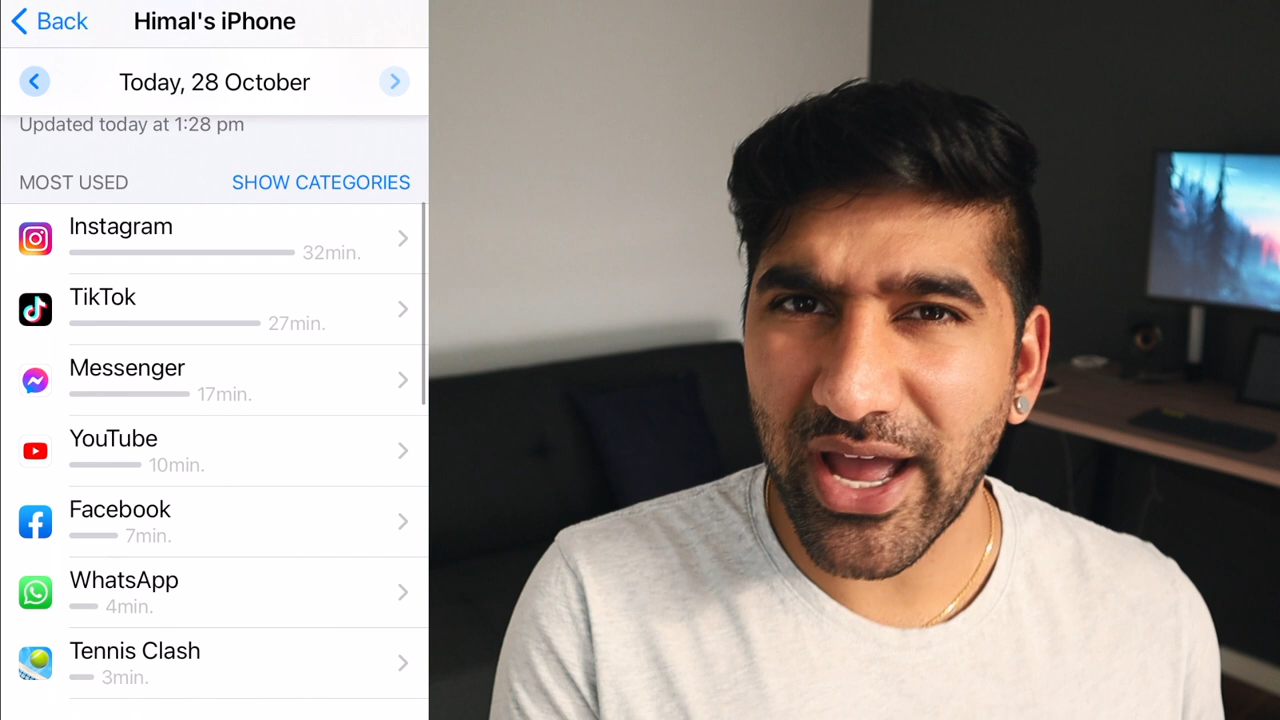 Back
Himal's iPhone
Today, 28 October
Updated today at 1:28 pm
MOST USED
SHOW CATEGORIES
Instagram
32min.
TikTok
27min.
Messenger
17min.
YouTube
10min.
Facebook
7min.
WhatsApp
4min.
Tennis Clash
3min.